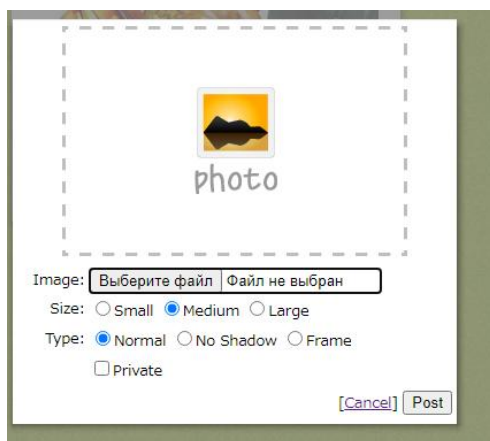 photo
Image: Выберите файл Файл не выбран
Size: Small Medium Large
Type: Normal No Shadow Frame
Private
[Cancel] Post